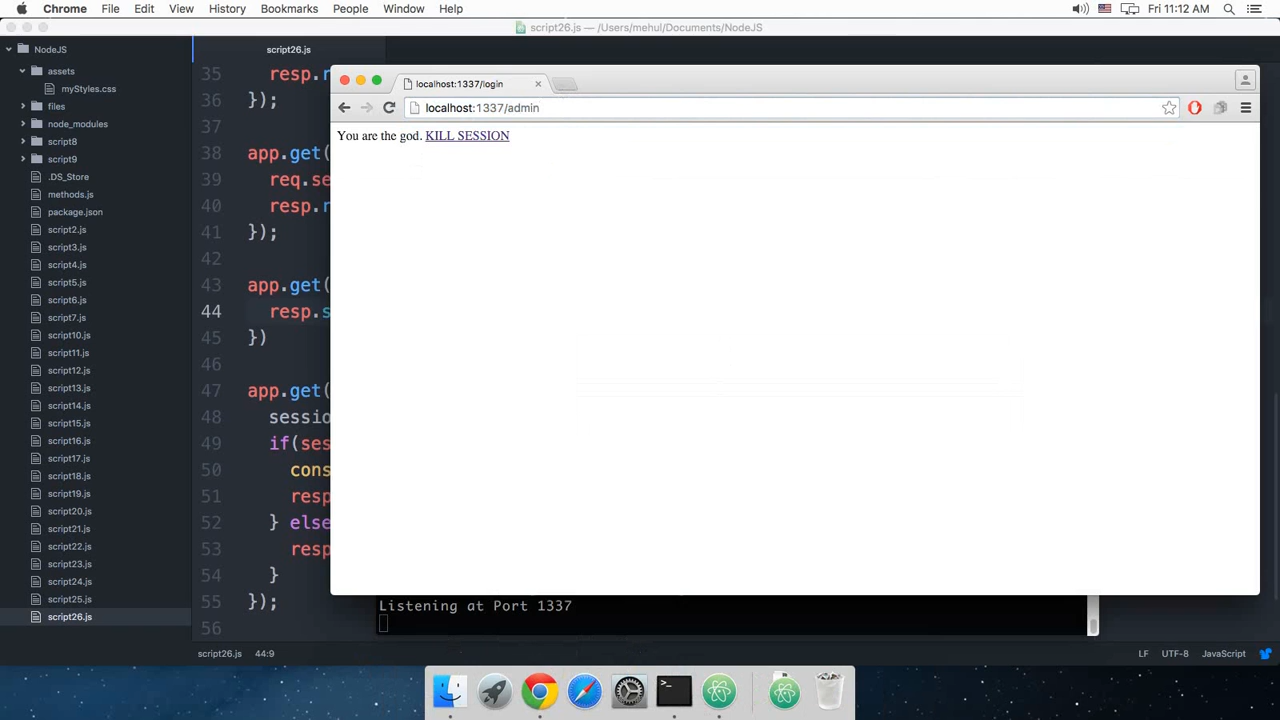 Chrome File Edit View History Bookmarks People Window Help Fri 11:12 AM
script26.js — /Users/mehul/Documents/NodeJS
NodeJS
assets
myStyles.css
files
node_modules
script8
script9
.DS_Store
methods.js
package.json
script2.js
script3.js
script4.js
script5.js
script6.js
script7.js
script10.js
script11.js
script12.js
script13.js
script14.js
script15.js
script16.js
script17.js
script18.js
script19.js
script20.js
script21.js
script22.js
script23.js
script24.js
script25.js
script26.js
script26.js
35 resp.r
36 });
37
38 app.get(
39 req.se
40 resp.r
41 });
42
43 app.get(
44 resp.s
45 })
46
47 app.get(
48 sessio
49 if(ses
50 cons
51 resp
52 } else
53 resp
54 }
55 });
56
localhost:1337/login
localhost:1337/admin
You are the god. KILL SESSION
Listening at Port 1337
script26.js 44:9 LF UTF-8 JavaScript